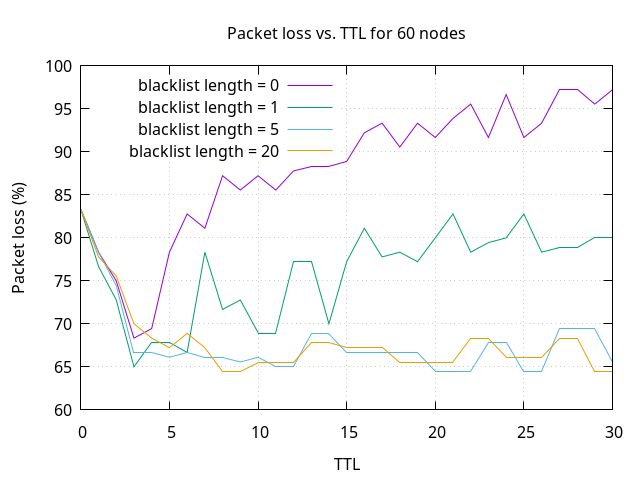 Packet loss vs. TTL for 60 nodes
100
95
90
85
80
75
70
65
60
Packet loss (%)
blacklist length = 0
blacklist length = 1
blacklist length = 5
blacklist length = 20
0 5 10 15 20 25 30
TTL